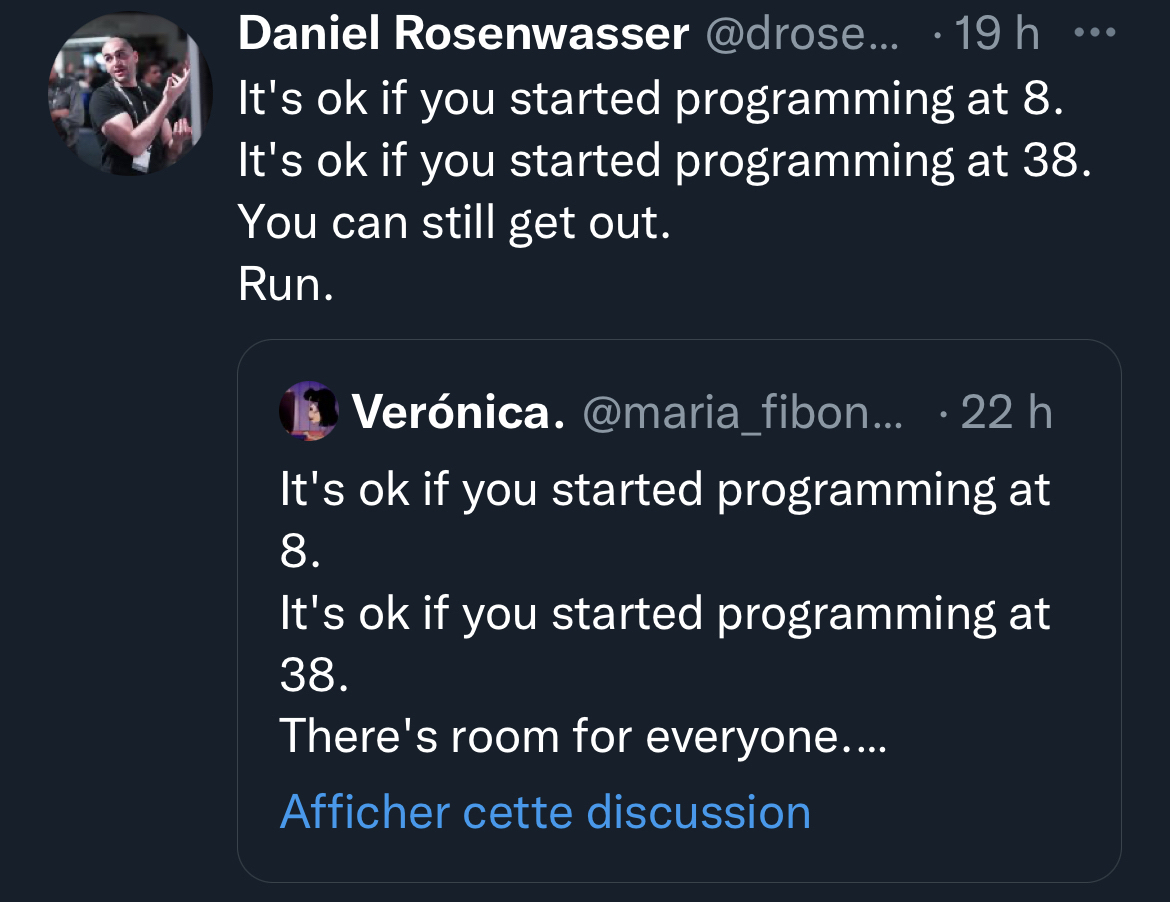 Daniel Rosenwasser @drose... · 19 h ···
It's ok if you started programming at 8.
It's ok if you started programming at 38.
You can still get out.
Run.
Verónica. @maria_fibon... · 22 h
It's ok if you started programming at
8.
It's ok if you started programming at
38.
There's room for everyone.…
Afficher cette discussion